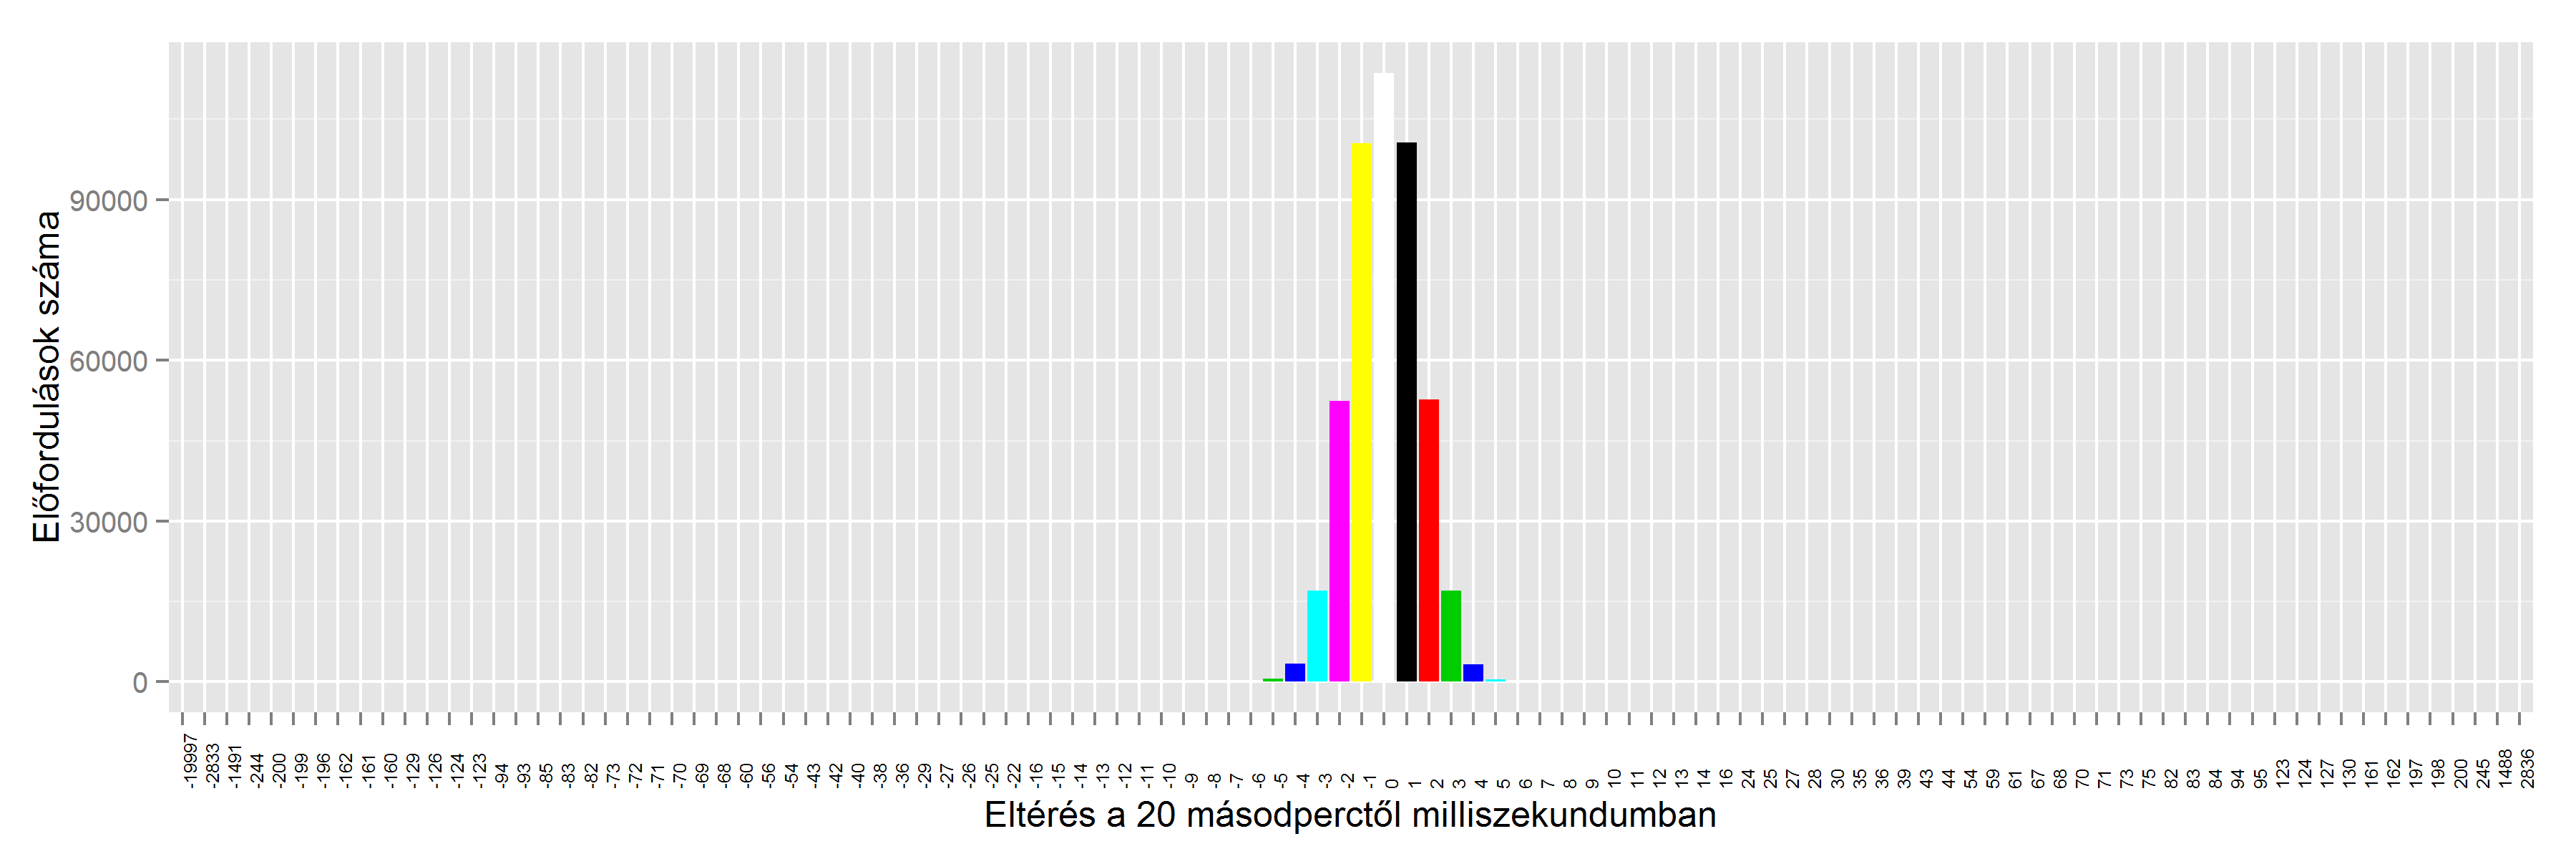 Előfordulások száma
90000
60000
30000
0
-19997 -2833 -1491 -244 -200 -199 -196 -162 -161 -160 -129 -126 -124 -123 -94 -93 -85 -83 -82 -73 -72 -71 -70 -69 -68 -60 -56 -54 -43 -42 -40 -38 -36 -29 -27 -26 -25 -22 -16 -15 -14 -13 -12 -11 -10 -9 -8 -7 -6 -5 -4 -3 -2 -1 0 1 2 3 4 5 6 7 8 9 10 11 12 13 14 16 24 25 27 28 30 35 36 39 43 44 54 59 61 67 68 70 71 73 75 82 83 84 94 95 123 124 127 130 161 162 197 198 200 245 1488 2836
Eltérés a 20 másodperctől milliszekundumban